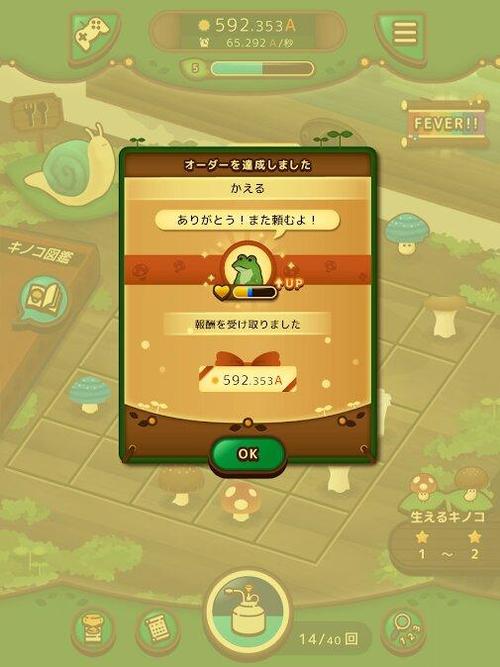 592.353A
65.292A/秒
5
FEVER!!
オーダーを達成しました
かえる
ありがとう！また頼むよ！
UP
キノコ図鑑
報酬を受け取りました
592.353A
OK
生えるキノコ
1 ～ 2
14/40回
123